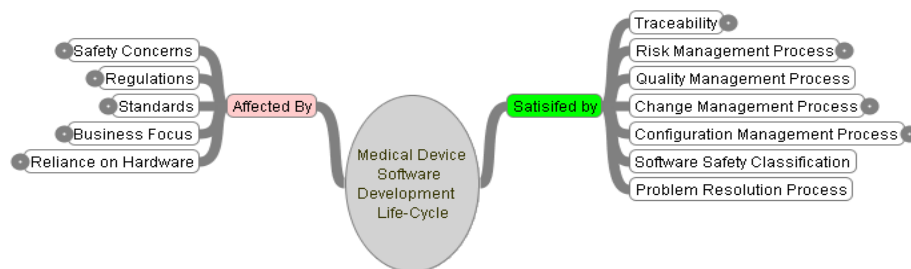 Safety Concerns
Regulations
Standards
Business Focus
Reliance on Hardware
Affected By
Medical Device
Software
Development
Life-Cycle
Satisifed by
Traceability
Risk Management Process
Quality Management Process
Change Management Process
Configuration Management Process
Software Safety Classification
Problem Resolution Process